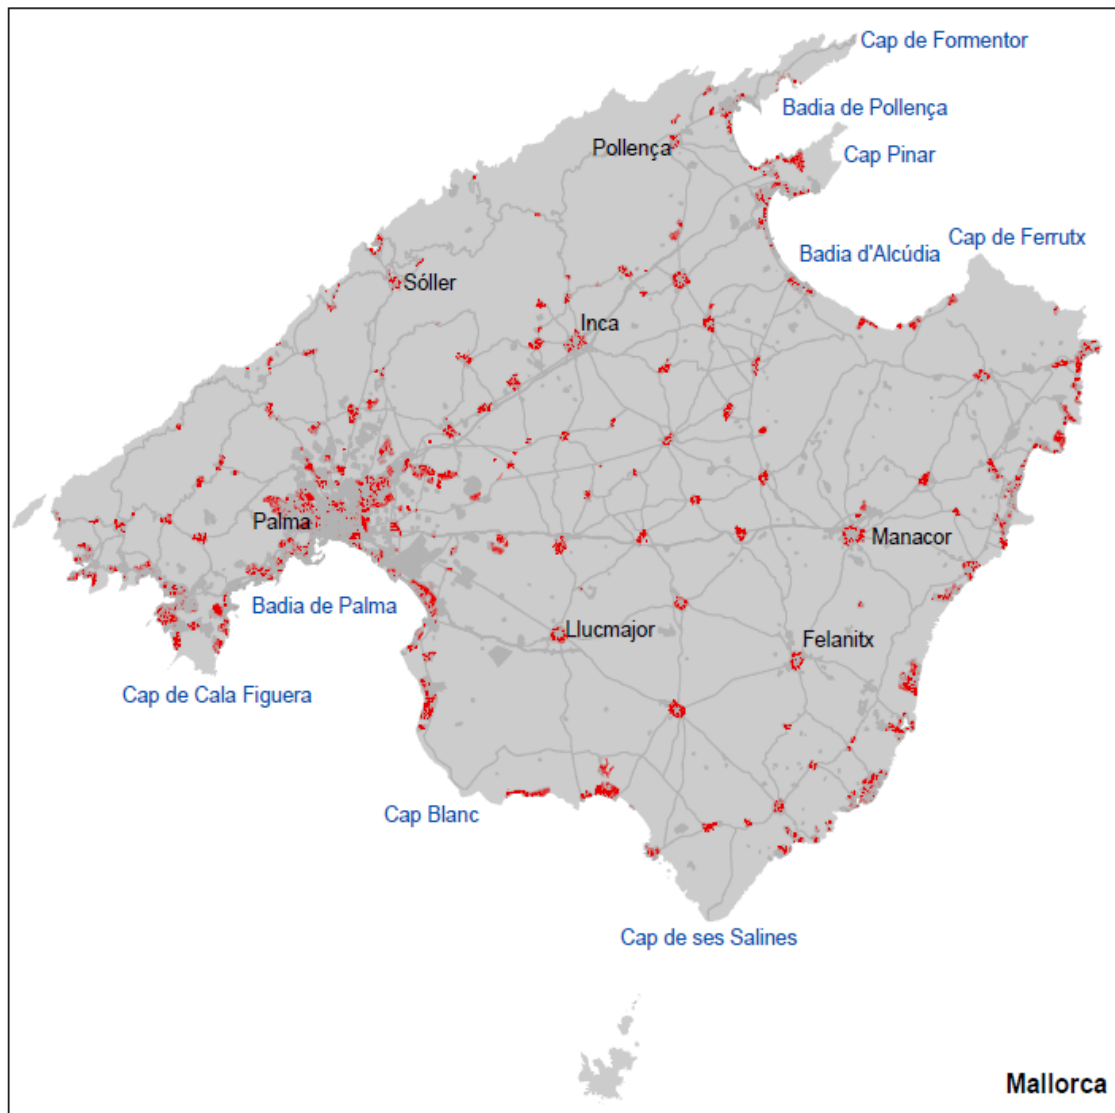 Cap de Formentor
Badia de Pollença
Pollença
Cap Pinar
Cap de Ferrutx
Badia d'Alcúdia
Sóller
Inca
Palma
Manacor
Badia de Palma
Llucmajor
Felanitx
Cap de Cala Figuera
Cap Blanc
Cap de ses Salines
Mallorca